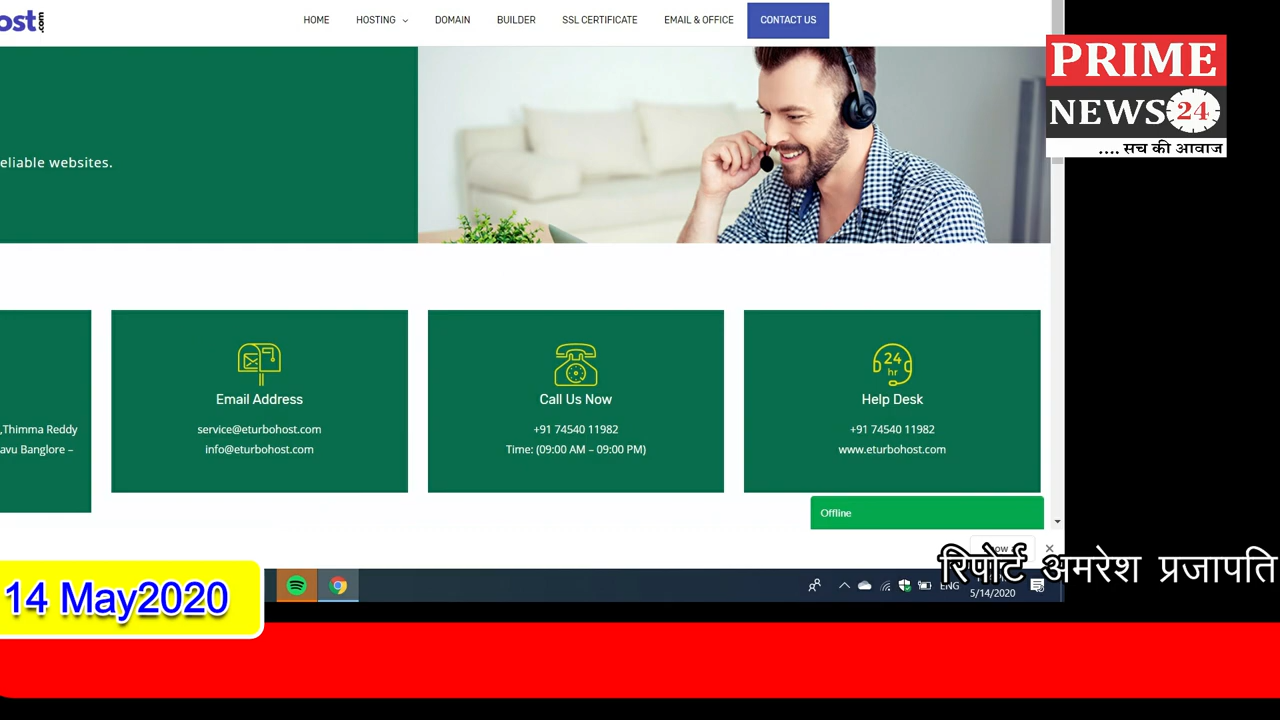 ost.com
HOME
HOSTING
DOMAIN
BUILDER
SSL CERTIFICATE
EMAIL & OFFICE
CONTACT US
PRIME
NEWS 24
.... सच की आवाज
eliable websites.
,Thimma Reddy
avu Banglore –
Email Address
service@eturbohost.com
info@eturbohost.com
Call Us Now
+91 74540 11982
Time: (09:00 AM – 09:00 PM)
24
hr
Help Desk
+91 74540 11982
www.eturbohost.com
Offline
रिपोर्ट अमरेश प्रजापति
14 May2020
ENG
5/14/2020